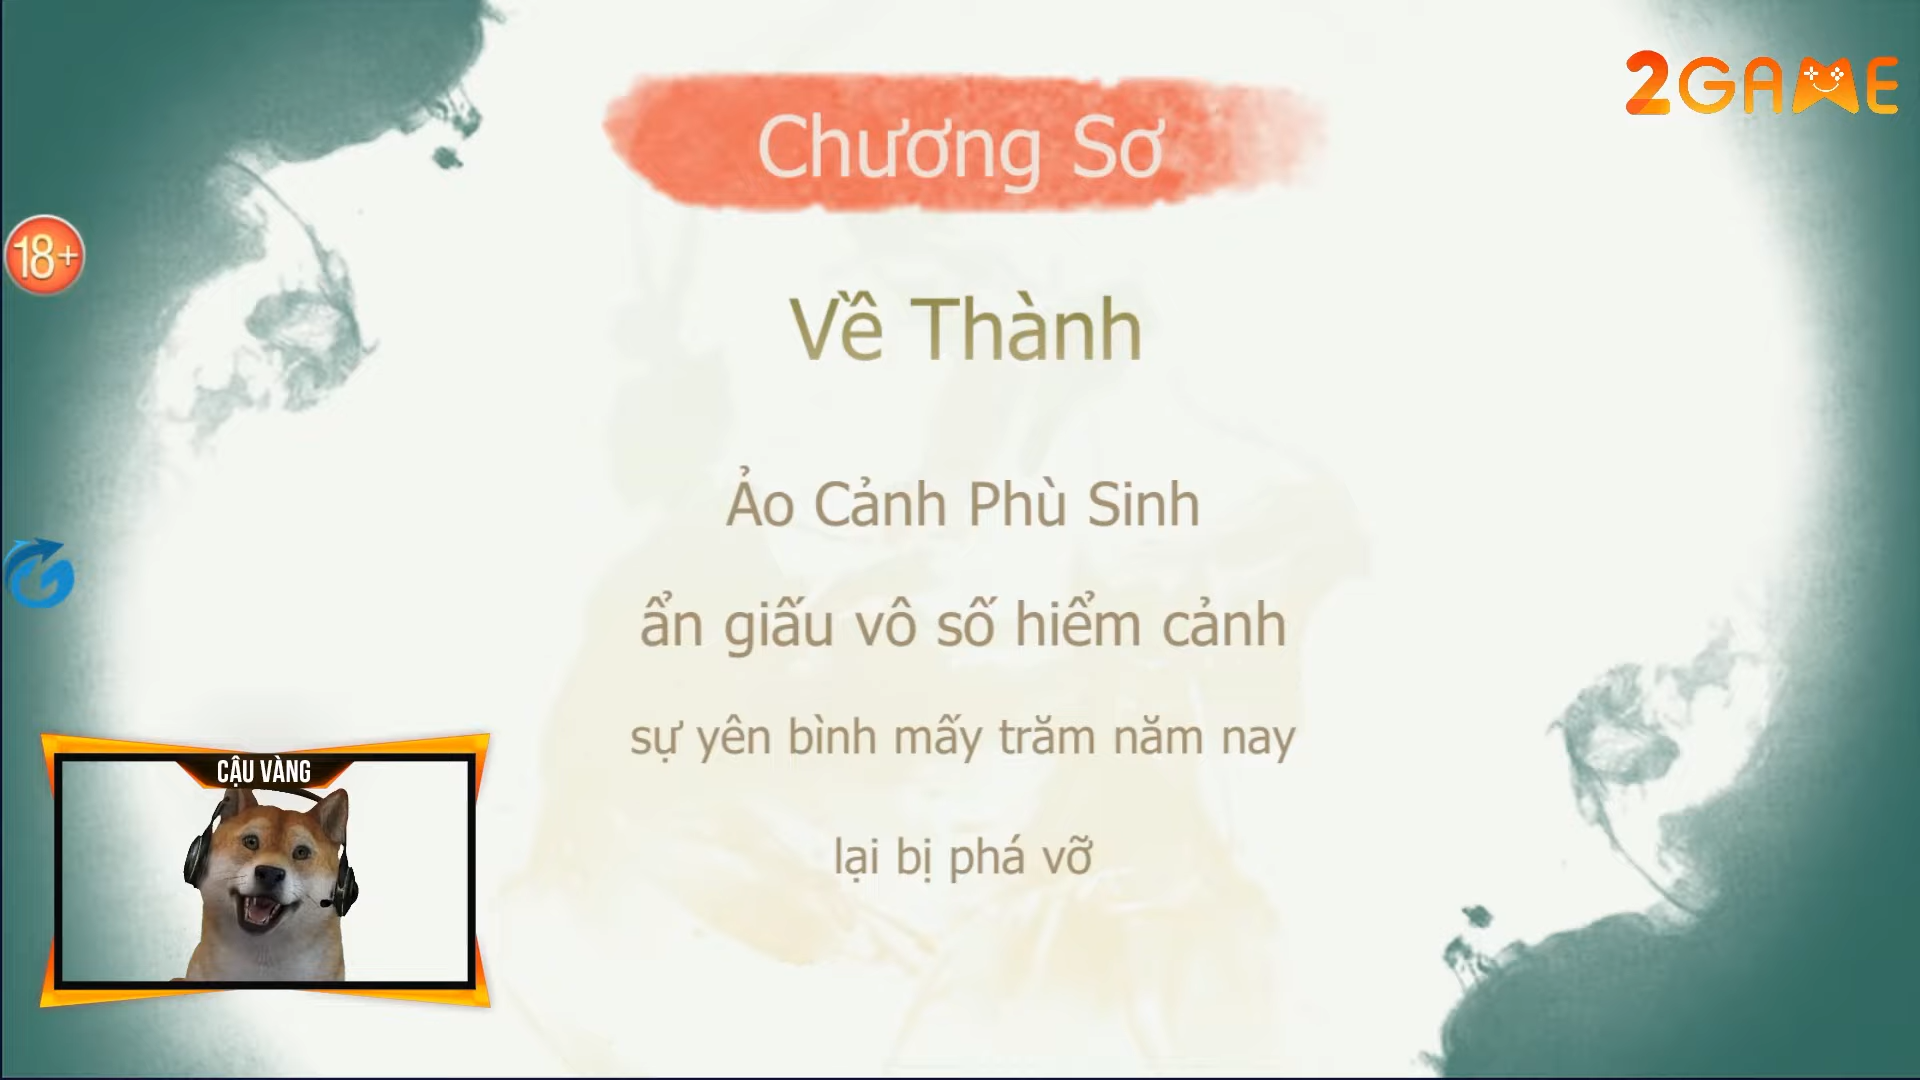 2GAME
Chương Sơ
18+
Về Thành
Ảo Cảnh Phù Sinh
ẩn giấu vô số hiểm cảnh
sự yên bình mấy trăm năm nay
lại bị phá vỡ
CẬU VÀNG